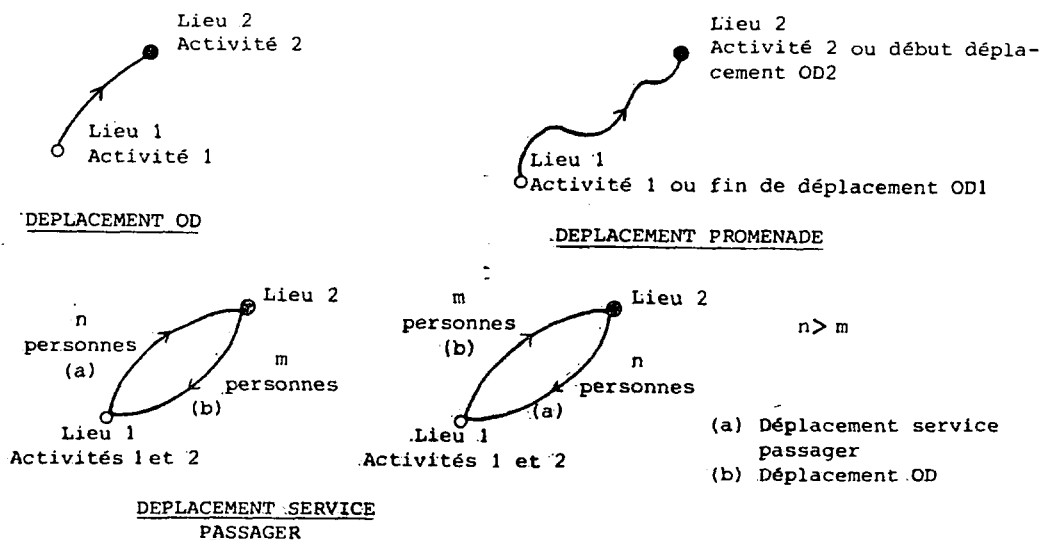 Lieu 2
Activité 2
Lieu 1
Activité 1
DEPLACEMENT OD
Lieu 2
Activité 2 ou début dépla-
cement OD2
Lieu 1
Activité 1 ou fin de déplacement OD1
DEPLACEMENT PROMENADE
Lieu 2
n
personnes
(a)
m
personnes
(b)
Lieu 1
Activités 1 et 2
Lieu 2
m
personnes
(b)
n
personnes
(a)
Lieu 1
Activités 1 et 2
DEPLACEMENT SERVICE
PASSAGER
n> m
(a) Déplacement service
passager
(b) Déplacement OD